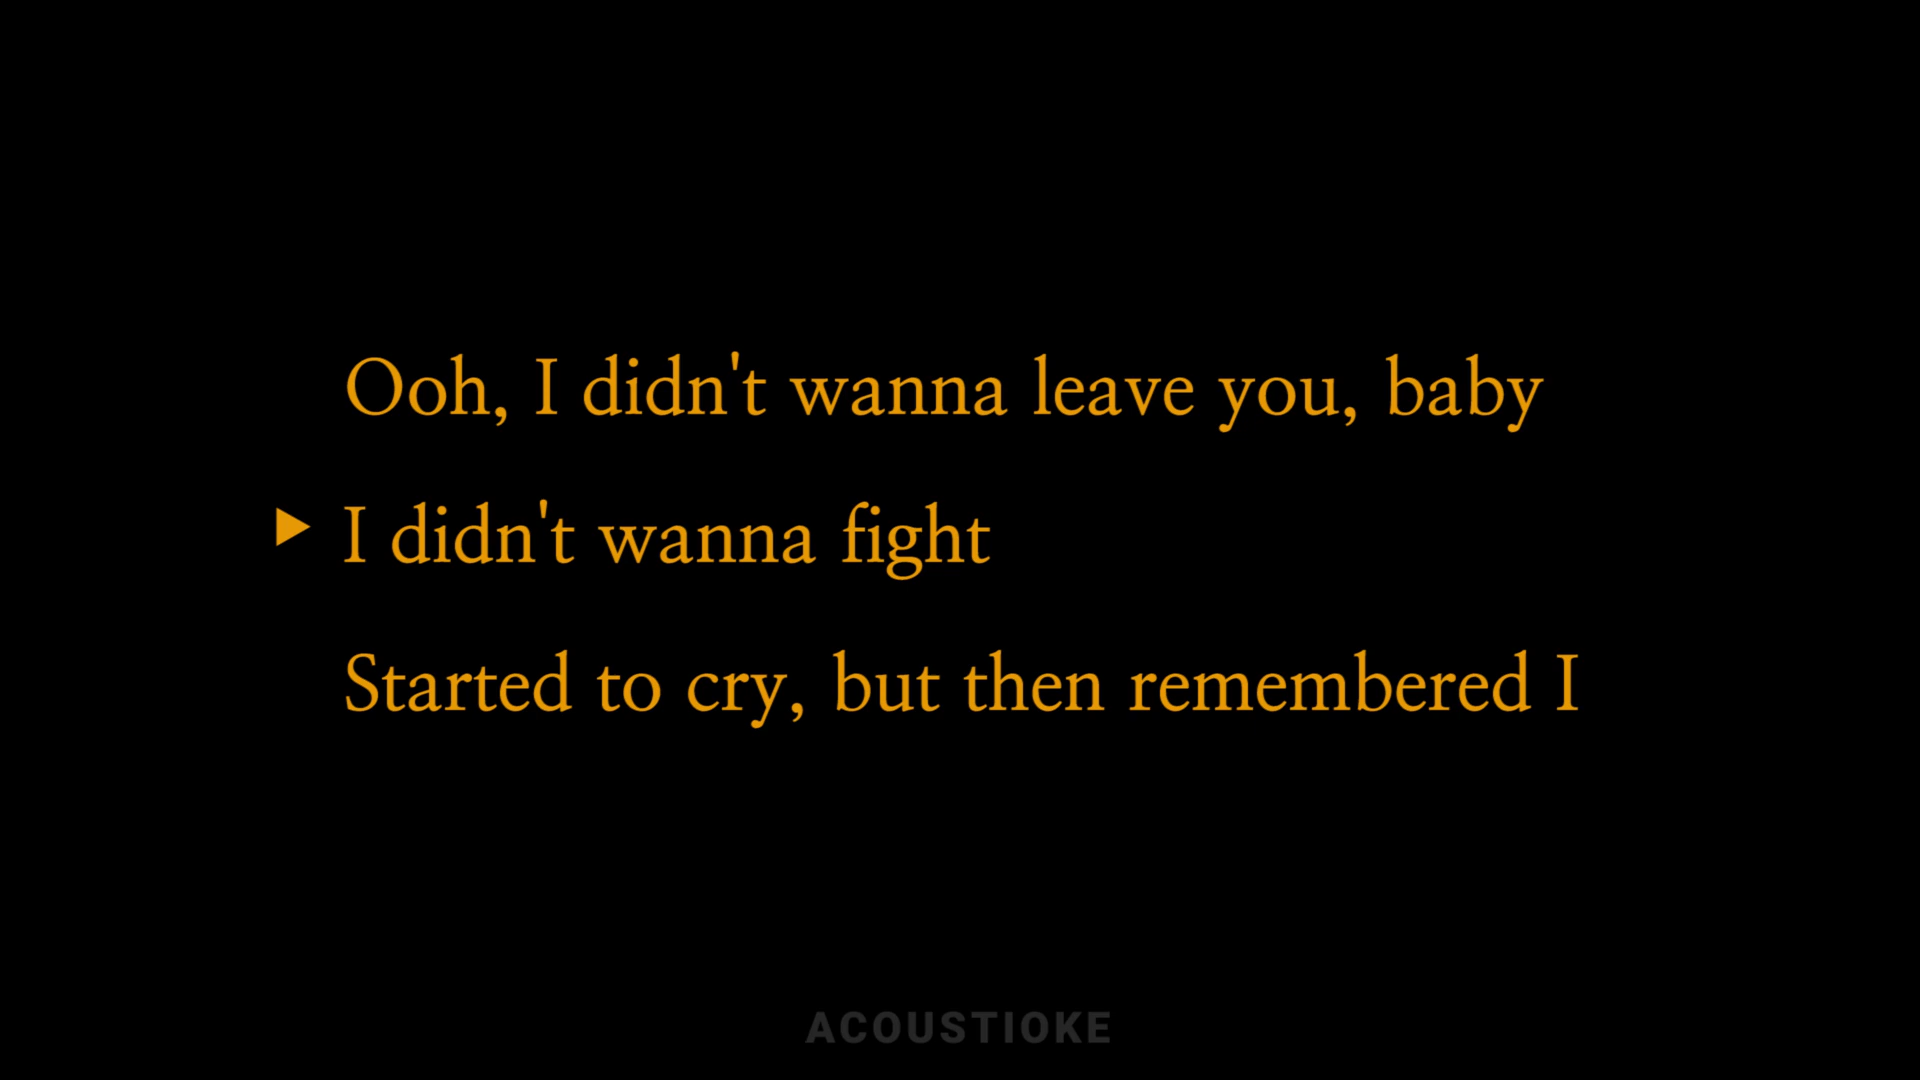 Ooh, I didn't wanna leave you, baby
I didn't wanna fight
Started to cry, but then remembered I
ACOUSTIOKE